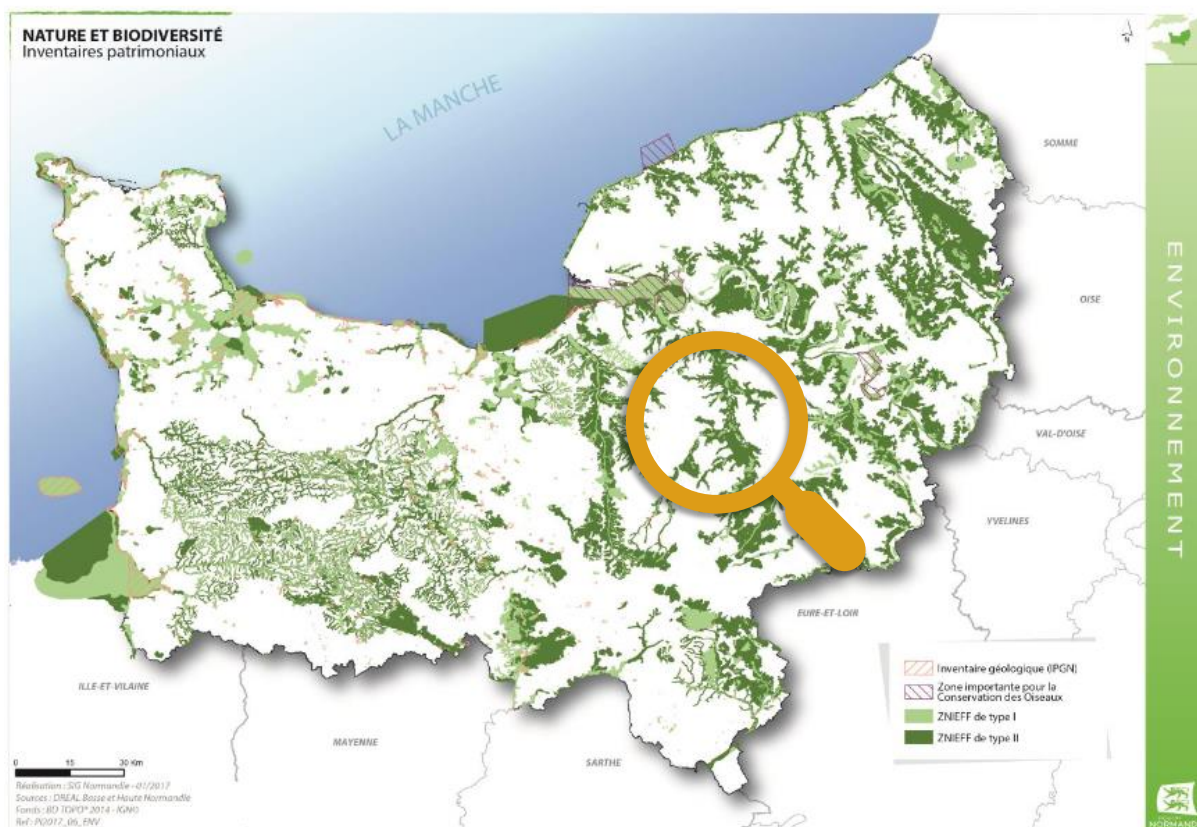 NATURE ET BIODIVERSITÉ
Inventaires patrimoniaux
N
LA MANCHE
SOMME
OISE
VAL-D'OISE
YVELINES
EURE-ET-LOIR
ILLE-ET-VILAINE
MAYENNE
SARTHE
ENVIRONNEMENT
Inventaire géologique (IPGN)
Zone importante pour la
Conservation des Oiseaux
ZNIEFF de type I
ZNIEFF de type II
0 15 30 Km
Réalisation : SIG Normandie - 01/2017
Sources : DREAL Basse et Haute Normandie
Fonds : BD TOPO® 2014 - IGN©
Ref : PI2017_06_ENV
NORMANDIE